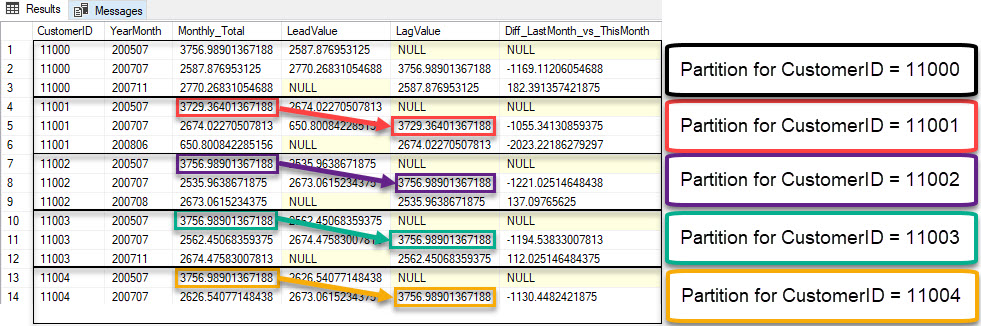 Results Messages
CustomerID YearMonth Monthly_Total LeadValue LagValue Diff_LastMonth_vs_ThisMonth
1 11000 200507 3756.98901367188 2587.876953125 NULL NULL
2 11000 200707 2587.876953125 2770.26831054688 3756.98901367188 -1169.11206054688
3 11000 200711 2770.26831054688 NULL 2587.876953125 182.391357421875
Partition for CustomerID = 11000
4 11001 200507 3729.36401367188 2674.02270507813 NULL NULL
5 11001 200707 2674.02270507813 650.80084228515 3729.36401367188 -1055.34130859375
6 11001 200806 650.800842285156 NULL 2674.02270507813 -2023.22186279297
Partition for CustomerID = 11001
7 11002 200507 3756.98901367188 2535.9638671875 NULL NULL
8 11002 200707 2535.9638671875 2673.0615234375 3756.98901367188 -1221.02514648438
9 11002 200708 2673.0615234375 NULL 2535.9638671875 137.09765625
Partition for CustomerID = 11002
10 11003 200507 3756.98901367188 2562.45068359375 NULL NULL
11 11003 200707 2562.45068359375 2674.4758300781 3756.98901367188 -1194.53833007813
12 11003 200711 2674.47583007813 NULL 2562.45068359375 112.025146484375
Partition for CustomerID = 11003
13 11004 200507 3756.98901367188 2626.54077148438 NULL NULL
14 11004 200707 2626.54077148438 2673.0615234375 3756.98901367188 -1130.4482421875
Partition for CustomerID = 11004